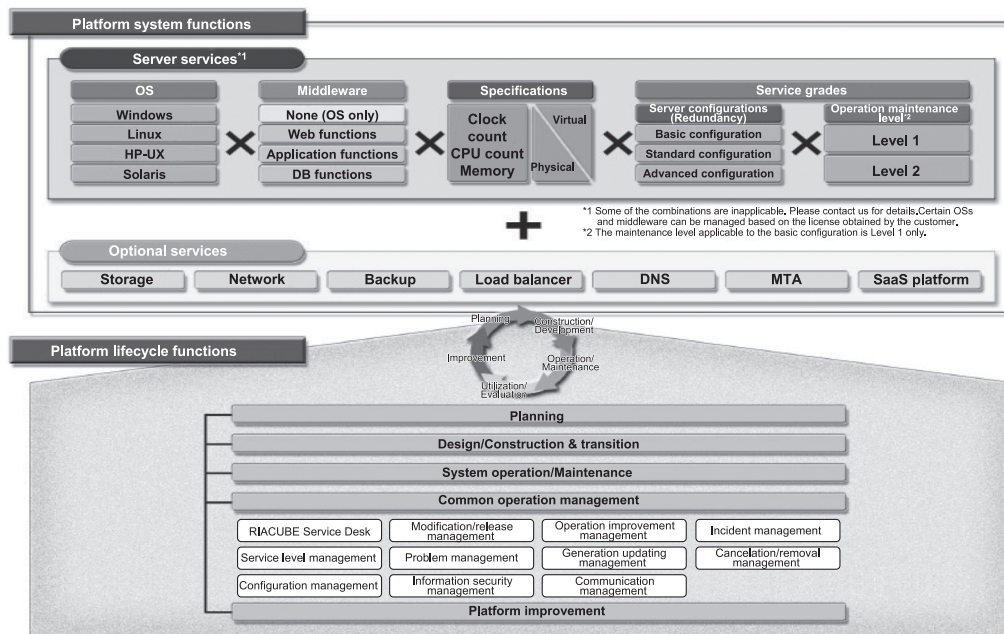 Platform system functions
Server services*1
OS
Windows
Linux
HP-UX
Solaris
Middleware
None (OS only)
Web functions
Application functions
DB functions
Specifications
Clock
count
CPU count
Memory
Virtual
Physical
Service grades
Server configurations
(Redundancy)
Basic configuration
Standard configuration
Advanced configuration
Operation maintenance
level*2
Level 1
Level 2
*1 Some of the combinations are inapplicable. Please contact us for details.Certain OSs
and middleware can be managed based on the license obtained by the customer.
*2 The maintenance level applicable to the basic configuration is Level 1 only.
Optional services
Storage
Network
Backup
Load balancer
DNS
MTA
SaaS platform
Platform lifecycle functions
Planning
Construction/
Development
Operation/
Maintenance
Utilization/
Evaluation
Improvement
Planning
Design/Construction & transition
System operation/Maintenance
Common operation management
RIACUBE Service Desk
Modification/release
management
Operation improvement
management
Incident management
Service level management
Problem management
Generation updating
management
Cancelation/removal
management
Configuration management
Information security
management
Communication
management
Platform improvement